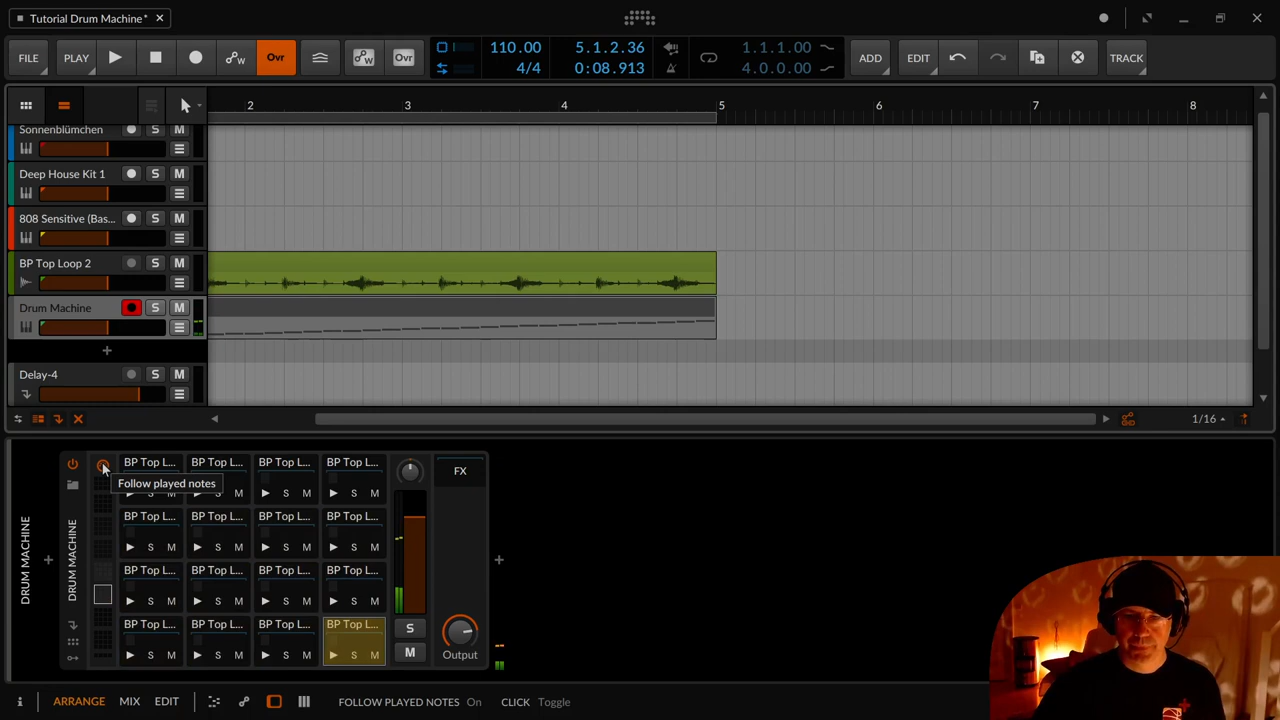 Tutorial Drum Machine*
FILE PLAY Ovr Ovr 110.00 4/4 5.1.2.36 0:08.913 1.1.1.00 4.0.0.00 ADD EDIT TRACK
2 3 4 5 6 7 8
Sonnenblümchen S M
Deep House Kit 1 S M
808 Sensitive (Bas... S M
BP Top Loop 2 S M
Drum Machine S M
Delay-4 S M
1/16
BP Top L... BP Top L... BP Top L... BP Top L... FX
Follow played notes
S M S M S M S M
BP Top L... BP Top L... BP Top L... BP Top L...
S M S M S M S M
DRUM MACHINE DRUM MACHINE
BP Top L... BP Top L... BP Top L... BP Top L...
S M S M S M S M
BP Top L... BP Top L... BP Top L... BP Top L... S
S M S M S M S M M Output
i ARRANGE MIX EDIT FOLLOW PLAYED NOTES On CLICK Toggle